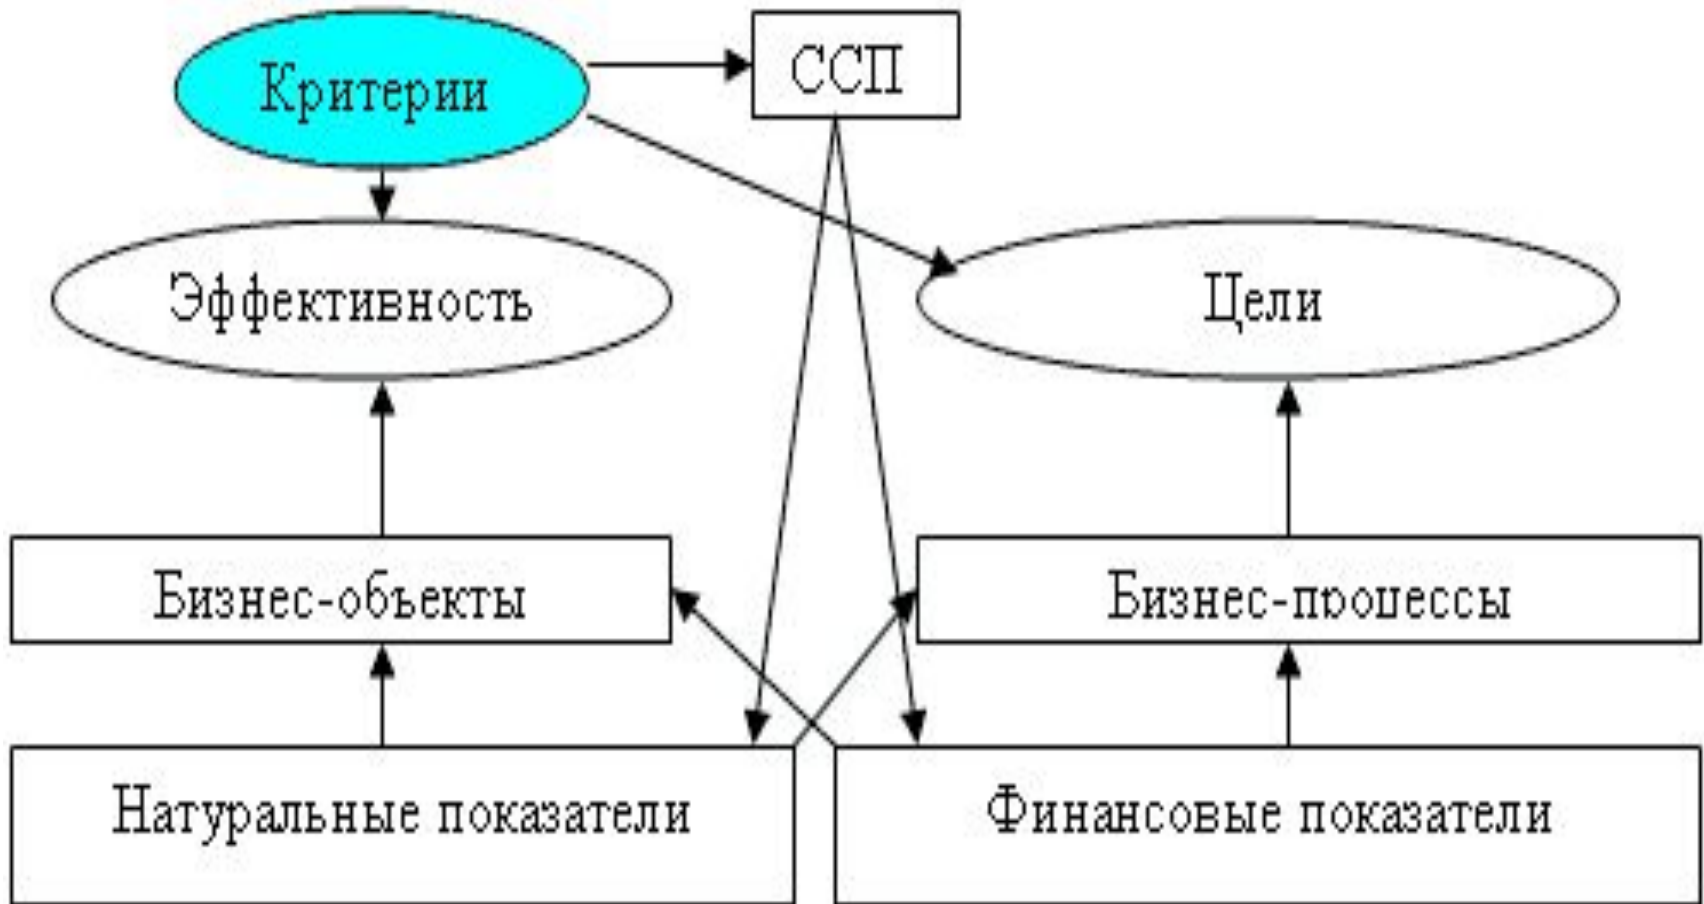 Критерии
ССП
Эффективность
Цели
Бизнес-объекты
Бизнес-процессы
Натуральные показатели
Финансовые показатели